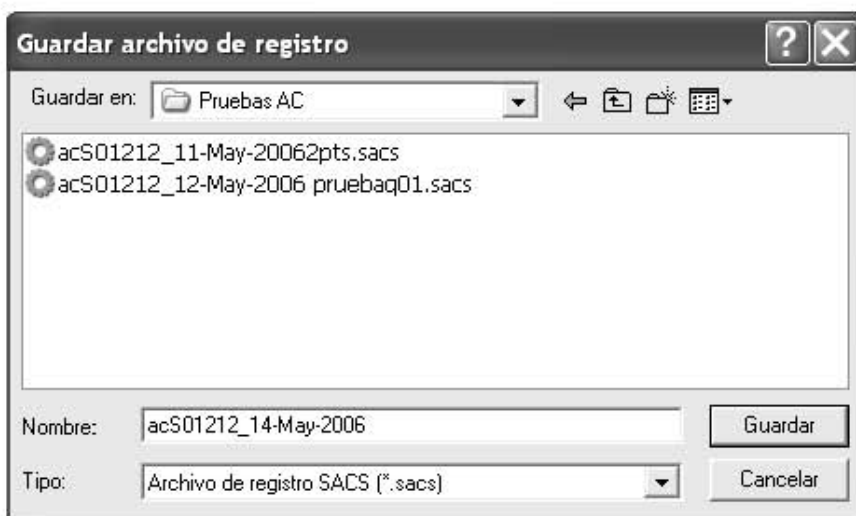 Guardar archivo de registro
Guardar en: Pruebas AC
acS01212_11-May-20062pts.sacs
acS01212_12-May-2006 pruebaq01.sacs
Nombre: acS01212_14-May-2006 Guardar
Tipo: Archivo de registro SACS (*.sacs) Cancelar